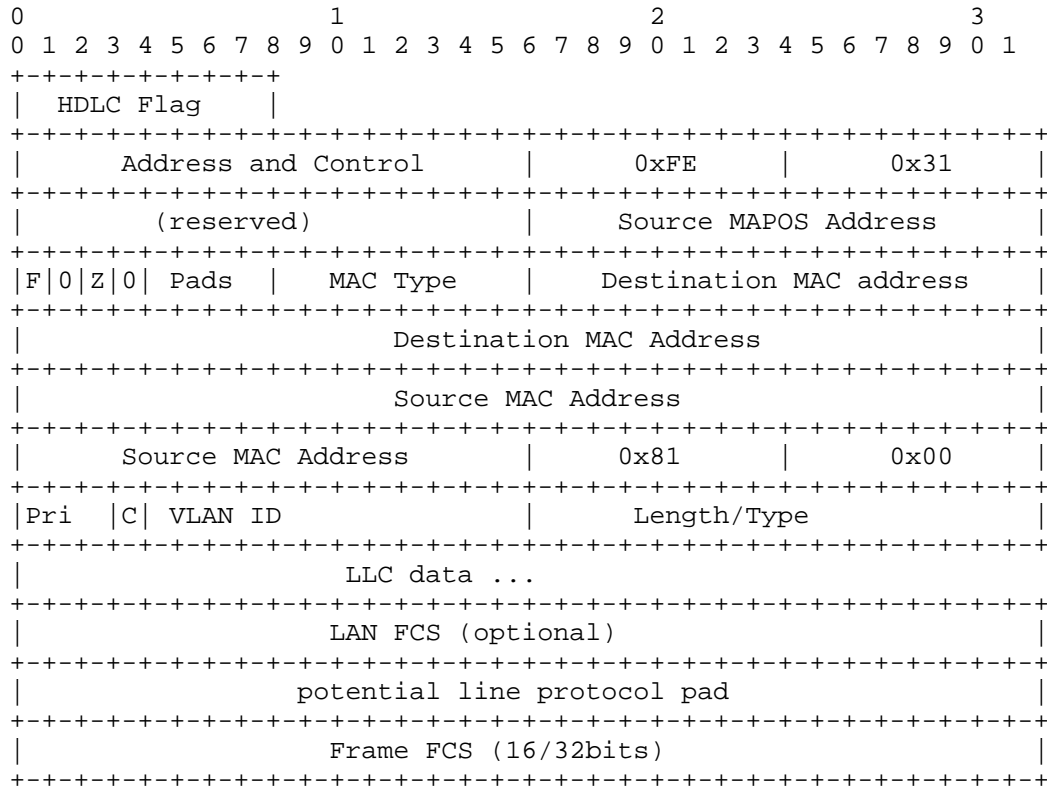 0                   1                   2                   3
0 1 2 3 4 5 6 7 8 9 0 1 2 3 4 5 6 7 8 9 0 1 2 3 4 5 6 7 8 9 0 1
+-+-+-+-+-+-+-+-+
|  HDLC Flag    |
+-+-+-+-+-+-+-+-+-+-+-+-+-+-+-+-+-+-+-+-+-+-+-+-+-+-+-+-+-+-+-+-+
|      Address and Control      |      0xFE     |      0x31     |
+-+-+-+-+-+-+-+-+-+-+-+-+-+-+-+-+-+-+-+-+-+-+-+-+-+-+-+-+-+-+-+-+
|        (reserved)             |     Source MAPOS Address      |
+-+-+-+-+-+-+-+-+-+-+-+-+-+-+-+-+-+-+-+-+-+-+-+-+-+-+-+-+-+-+-+-+
|F|0|Z|0| Pads  |   MAC Type    |    Destination MAC address    |
+-+-+-+-+-+-+-+-+-+-+-+-+-+-+-+-+-+-+-+-+-+-+-+-+-+-+-+-+-+-+-+-+
|                       Destination MAC Address                 |
+-+-+-+-+-+-+-+-+-+-+-+-+-+-+-+-+-+-+-+-+-+-+-+-+-+-+-+-+-+-+-+-+
|                       Source MAC Address                      |
+-+-+-+-+-+-+-+-+-+-+-+-+-+-+-+-+-+-+-+-+-+-+-+-+-+-+-+-+-+-+-+-+
|      Source MAC Address       |     0x81      |      0x00     |
+-+-+-+-+-+-+-+-+-+-+-+-+-+-+-+-+-+-+-+-+-+-+-+-+-+-+-+-+-+-+-+-+
|Pri  |C| VLAN ID               |      Length/Type              |
+-+-+-+-+-+-+-+-+-+-+-+-+-+-+-+-+-+-+-+-+-+-+-+-+-+-+-+-+-+-+-+-+
|                    LLC data ...
+-+-+-+-+-+-+-+-+-+-+-+-+-+-+-+-+-+-+-+-+-+-+-+-+-+-+-+-+-+-+-+-+
|                   LAN FCS (optional)                          |
+-+-+-+-+-+-+-+-+-+-+-+-+-+-+-+-+-+-+-+-+-+-+-+-+-+-+-+-+-+-+-+-+
|                 potential line protocol pad                   |
+-+-+-+-+-+-+-+-+-+-+-+-+-+-+-+-+-+-+-+-+-+-+-+-+-+-+-+-+-+-+-+-+
|                   Frame FCS (16/32bits)                       |
+-+-+-+-+-+-+-+-+-+-+-+-+-+-+-+-+-+-+-+-+-+-+-+-+-+-+-+-+-+-+-+-+